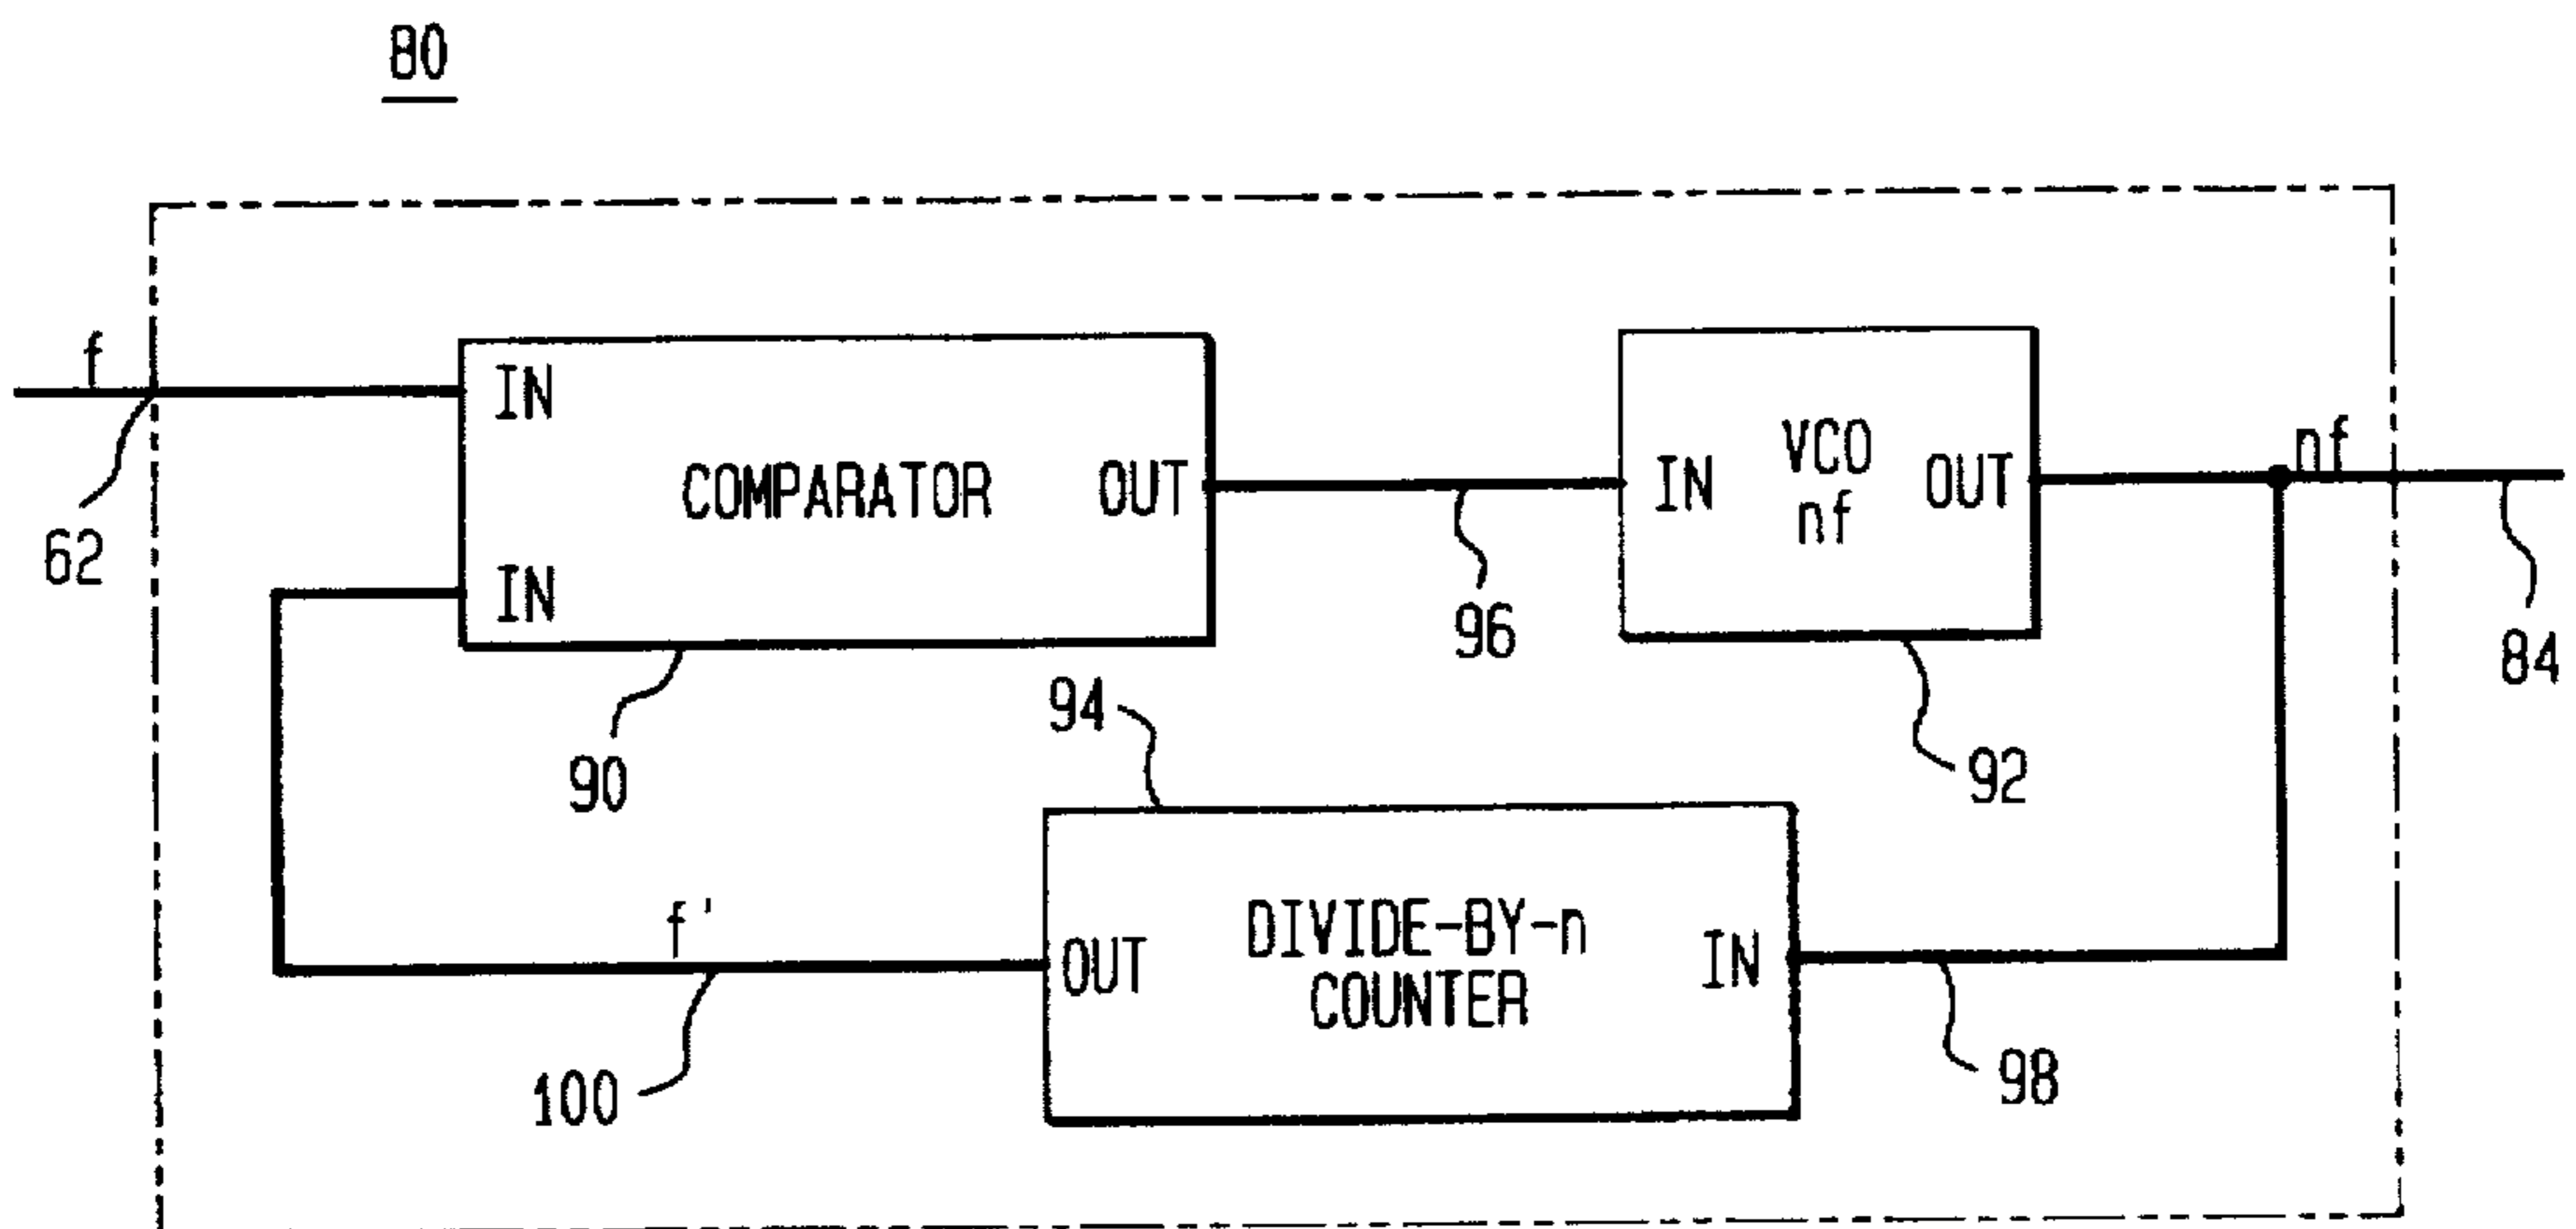 80
f
62
IN
COMPARATOR
OUT
IN
90
96
IN
VCO
nf
OUT
92
nf
84
94
f'
100
OUT
DIVIDE-BY-n
COUNTER
IN
98